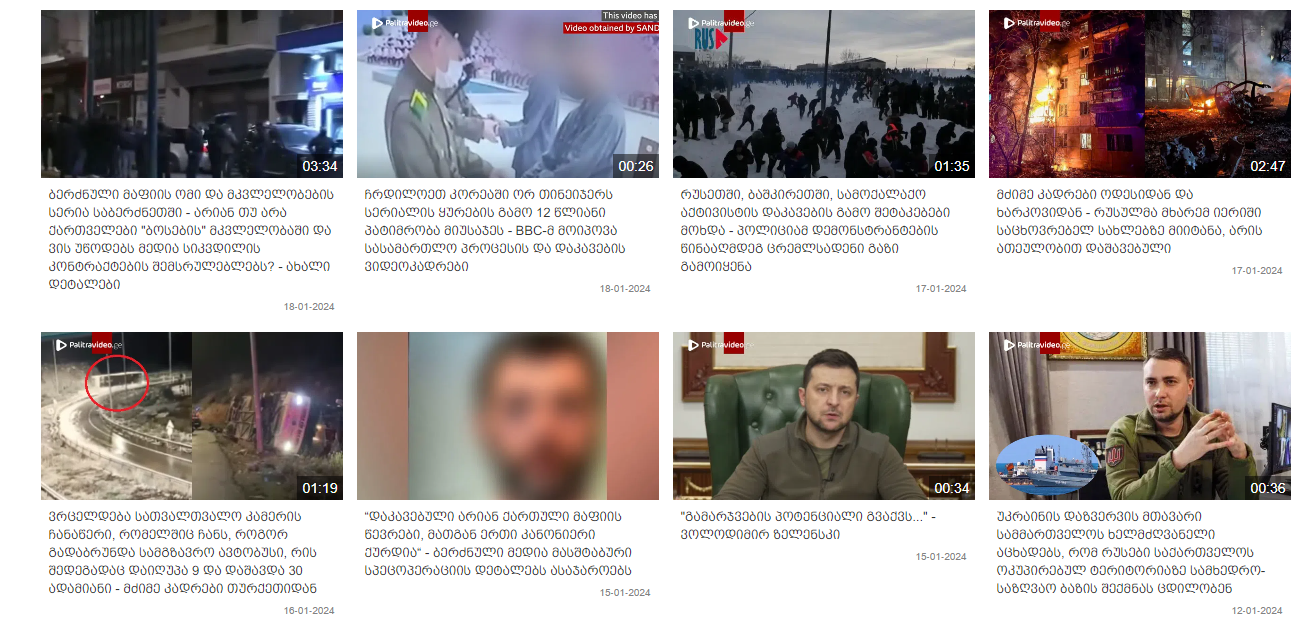 Palitravideo.ge
This video has
Video obtained by SAND
Palitravideo.ge
RUS
Palitravideo.ge
03:34
00:26
01:35
02:47
ბერძნული მაფიის ომი და მკვლელობების
სერია საბერძნეთში - არიან თუ არა
ქართველები "ბოსების" მკვლელობაში და
ვის უწოდებს მედია სიკვდილის
კონტრაქტების შემსრულებლებს? - ახალი
დეტალები
18-01-2024
ჩრდილოეთ კორეაში ორ თინეიჯერს
სერიალის ყურების გამო 12 წლიანი
პატიმრობა მიუსაჯეს - BBC-მ მოიპოვა
სასამართლო პროცესის და დაკავების
ვიდეოკადრები
18-01-2024
რუსეთში, ბაშკირეთში, სამოქალაქო
აქტივისტის დაკავების გამო შეტაკებები
მოხდა - პოლიციამ დემონსტრანტების
წინააღმდეგ ცრემლსადენი გაზი
გამოიყენა
17-01-2024
მძიმე კადრები ოდესიდან და
ხარკოვიდან - რუსულმა მხარემ იერიში
საცხოვრებელ სახლებზე მიიტანა, არის
ათეულობით დაშავებული
17-01-2024
Palitravideo.ge
Palitravideo.ge
Palitravideo.ge
01:19
00:34
00:36
ვრცელდება სათვალთვალო კამერის
ჩანაწერი, რომელშიც ჩანს, როგორ
გადაბრუნდა სამგზავრო ავტობუსი, რის
შედეგადაც დაიღუპა 9 და დაშავდა 30
ადამიანი - მძიმე კადრები თურქეთიდან
16-01-2024
“დაკავებული არიან ქართული მაფიის
წევრები, მათგან ერთი კანონიერი
ქურდია“ - ბერძნული მედია მასშტაბური
სპეცოპერაციის დეტალებს ასაჯაროებს
15-01-2024
"გამარჯვების პოტენციალი გვაქვს..." -
ვოლოდიმირ ზელენსკი
15-01-2024
უკრაინის დაზვერვის მთავარი
სამმართველოს ხელმძღვანელი
აცხადებს, რომ რუსები საქართველოს
ოკუპირებულ ტერიტორიაზე სამხედრო-
საზღვაო ბაზის შექმნას ცდილობენ
12-01-2024